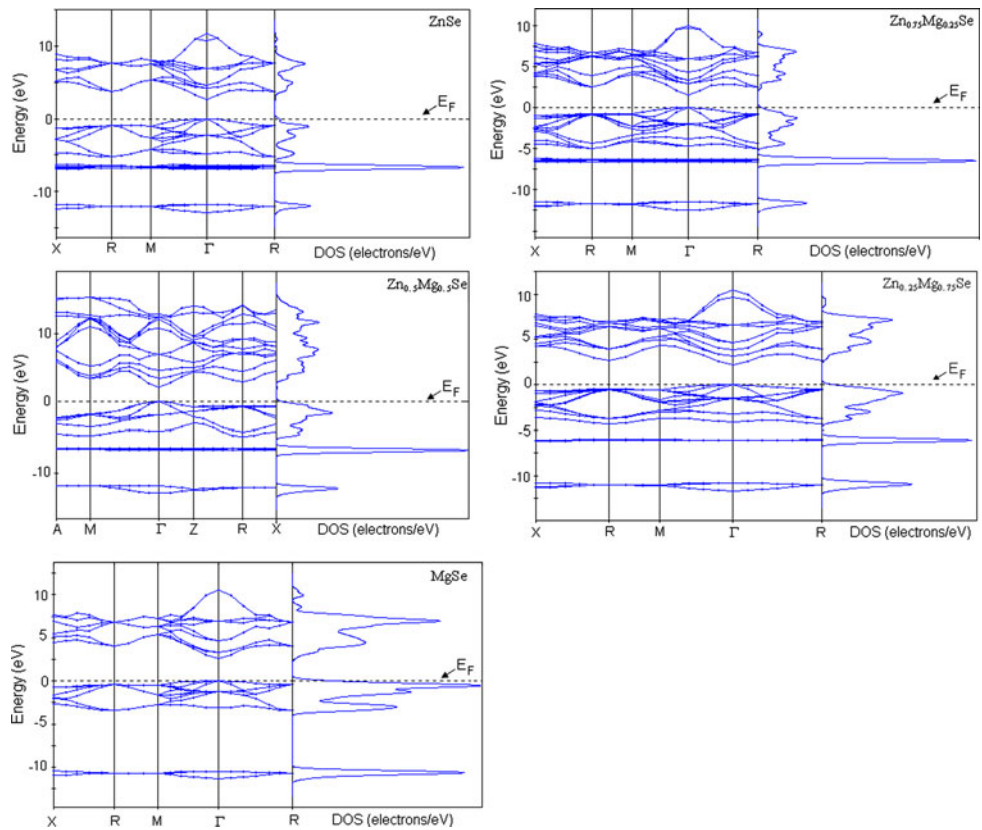 ZnSe
Energy (eV)
10
0
-10
E_F
X R M Γ R
DOS (electrons/eV)
Zn0.75Mg0.25Se
Energy (eV)
10
5
0
-5
-10
E_F
X R M Γ R
DOS (electrons/eV)
Zn0.5Mg0.5Se
Energy (eV)
10
0
-10
E_F
A M Γ Z R X
DOS (electrons/eV)
Zn0.25Mg0.75Se
Energy (eV)
10
5
0
-5
-10
E_F
X R M Γ R
DOS (electrons/eV)
MgSe
Energy (eV)
10
5
0
-5
-10
E_F
X R M Γ R
DOS (electrons/eV)